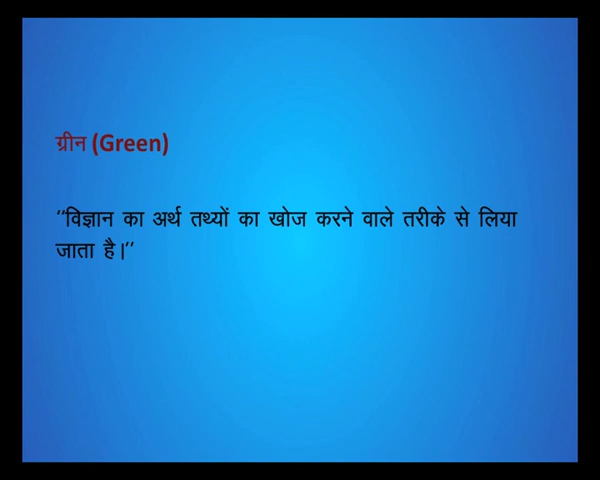 ग्रीन (Green)
‘‘विज्ञान का अर्थ तथ्यों का खोज करने वाले तरीके से लिया
जाता है।’’